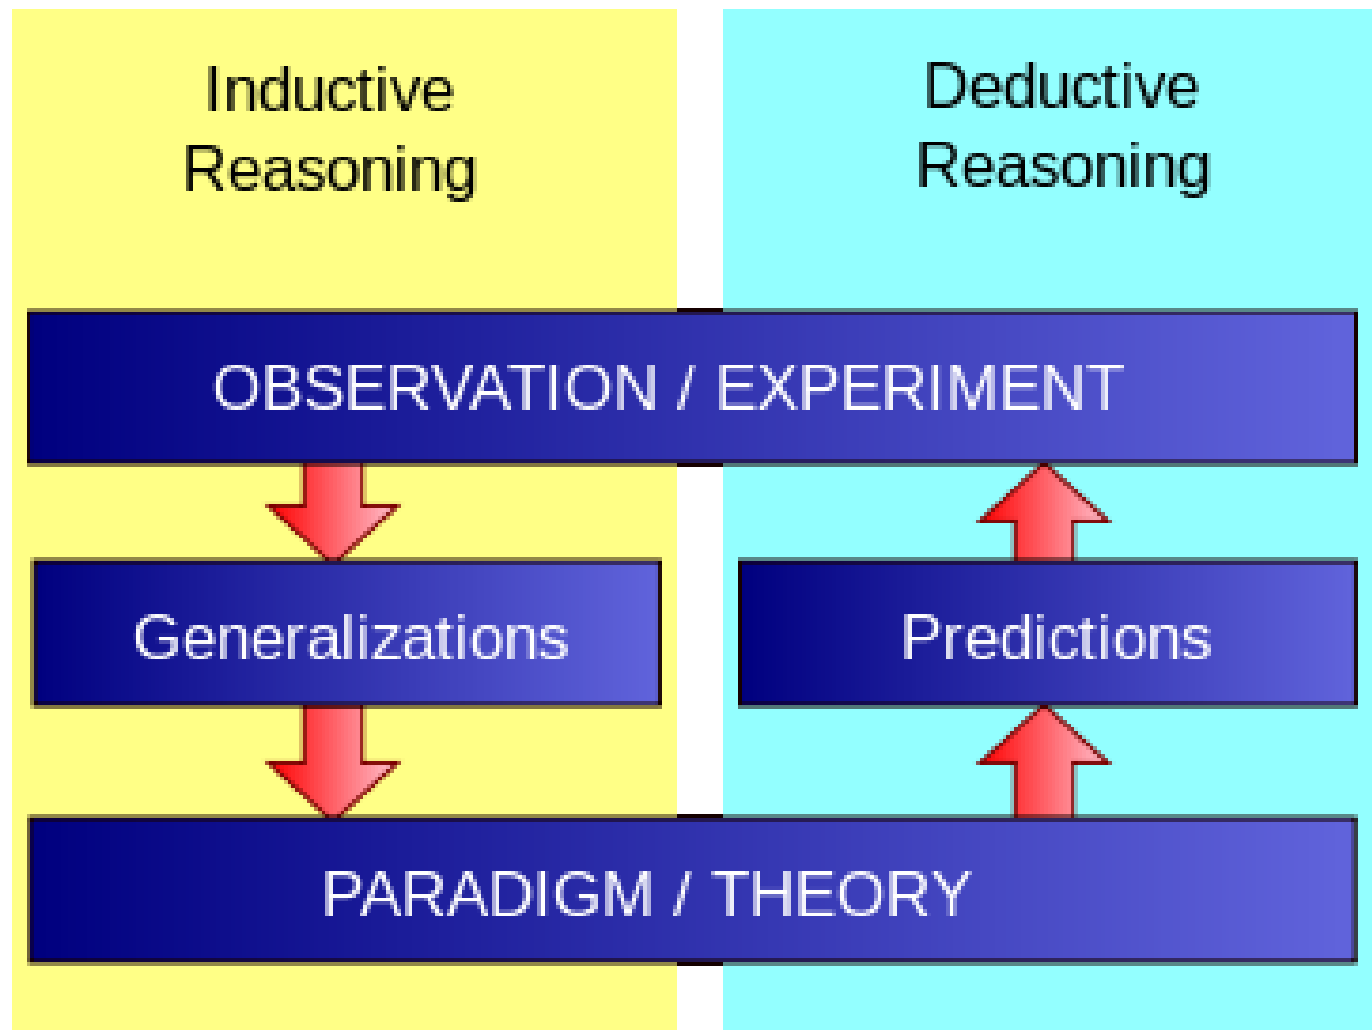 Inductive
Reasoning
Deductive
Reasoning
OBSERVATION / EXPERIMENT
Generalizations
Predictions
PARADIGM / THEORY